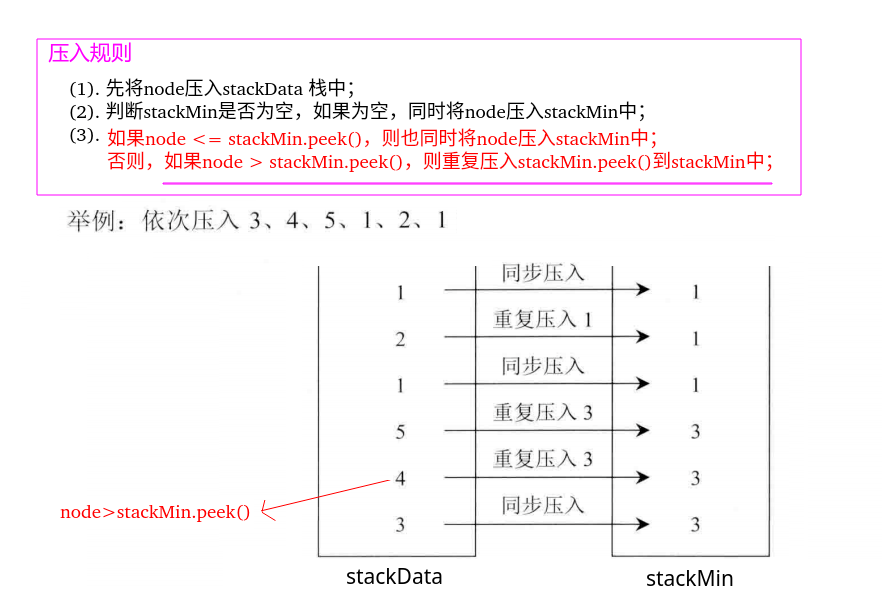 压入规则
(1). 先将node压入stackData 栈中；
(2). 判断stackMin是否为空，如果为空，同时将node压入stackMin中；
(3). 如果node <= stackMin.peek()，则也同时将node压入stackMin中；
否则，如果node > stackMin.peek()，则重复压入stackMin.peek()到stackMin中；
举例：依次压入 3、4、5、1、2、1
同步压入
1 1
重复压入 1
2 1
同步压入
1 1
重复压入 3
5 3
重复压入 3
4 3
node>stackMin.peek()
同步压入
3 3
stackData stackMin